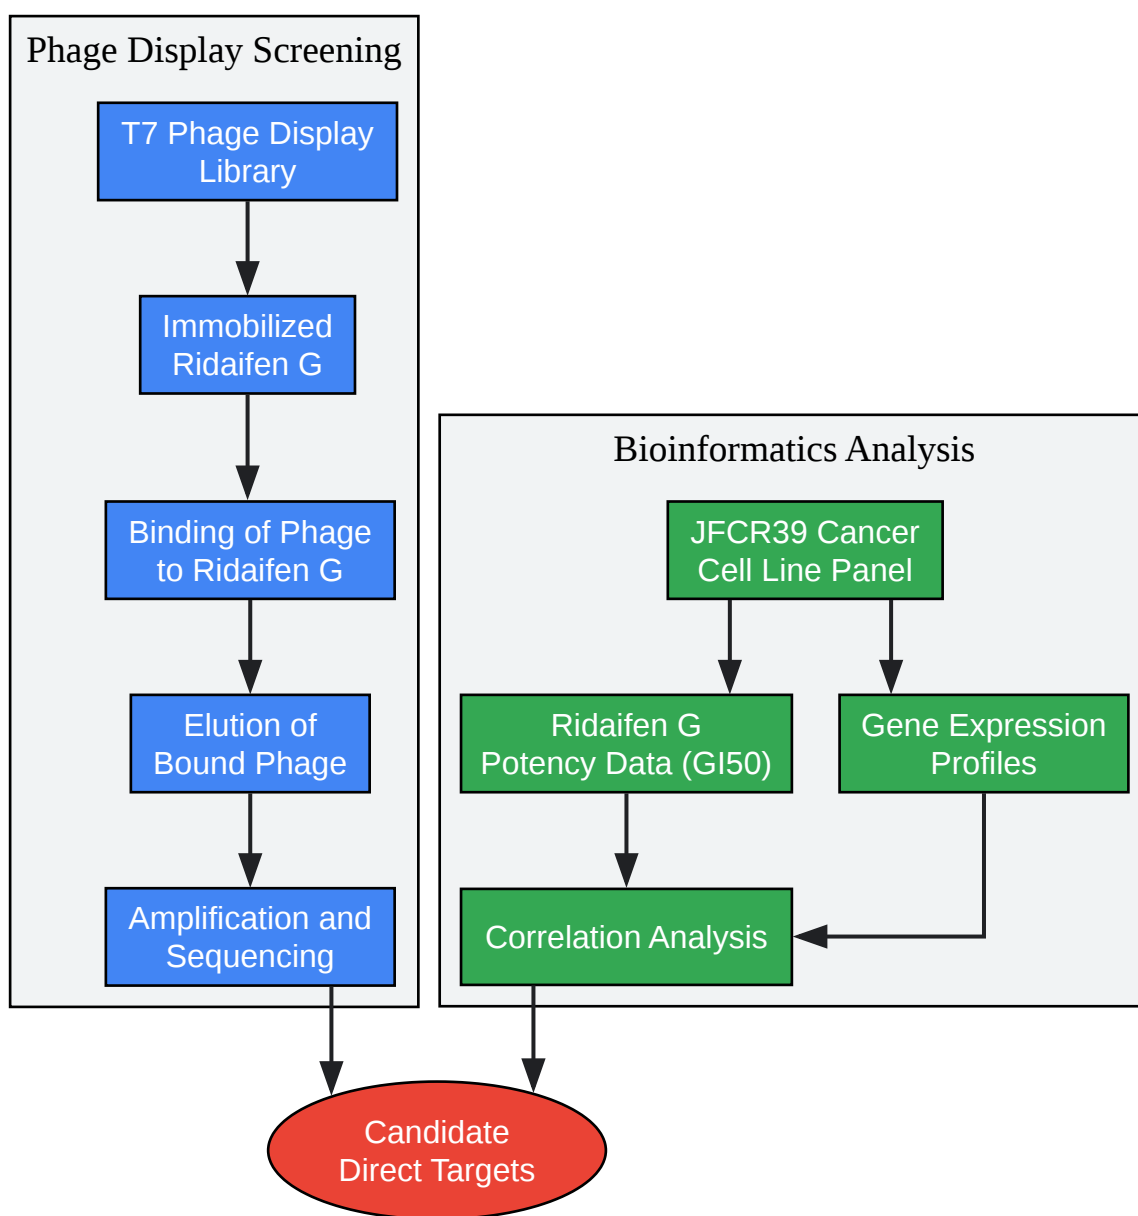 Phage Display Screening
T7 Phage Display
Library
Immobilized
Ridaifen G
Binding of Phage
to Ridaifen G
Elution of
Bound Phage
Amplification and
Sequencing
Bioinformatics Analysis
JFCR39 Cancer
Cell Line Panel
Ridaifen G
Potency Data (GI50)
Gene Expression
Profiles
Correlation Analysis
Candidate
Direct Targets